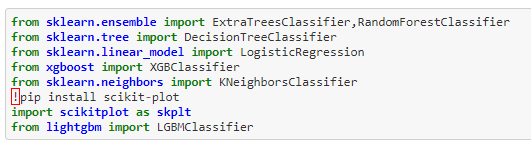 from sklearn.ensemble import ExtraTreesClassifier,RandomForestClassifier
from sklearn.tree import DecisionTreeClassifier
from sklearn.linear_model import LogisticRegression
from xgboost import XGBClassifier
from sklearn.neighbors import KNeighborsClassifier
!pip install scikit-plot
import scikitplot as skplt
from lightgbm import LGBMClassifier